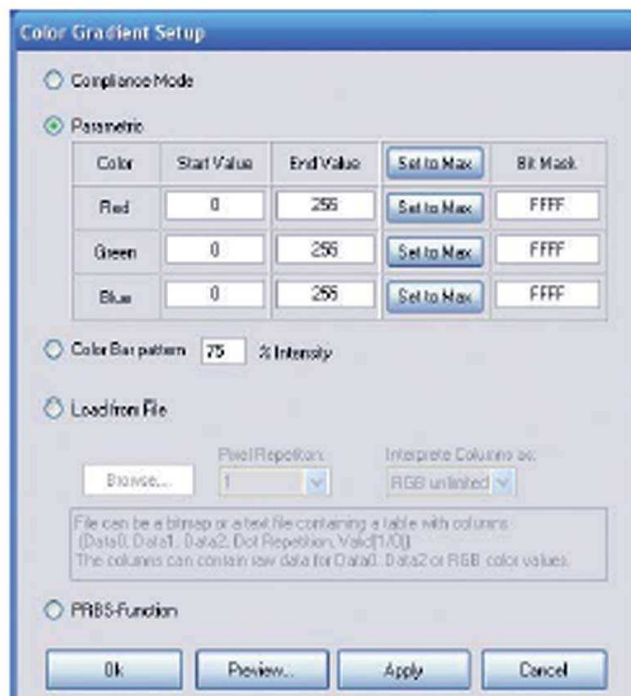 Color Gradient Setup
Compliance Mode
Parametric
Color Start Value End Value Set to Max Bit Mask
Red 0 256 Set to Max FFFF
Green 0 256 Set to Max FFFF
Blue 0 256 Set to Max FFFF
Color Bar pattern 75 % Intensity
Load from File
Pixel Repetition: Interprete Columns as:
Browse... 1 RGB unlimited
File can be a bitmap or a text file containing a table with columns
(Data0, Data1, Data2, Dot Repetition, Valid[1/0])
The columns can contain raw data for Data0..Data2 or RGB color values.
PRBS-Function
Ok Preview... Apply Cancel